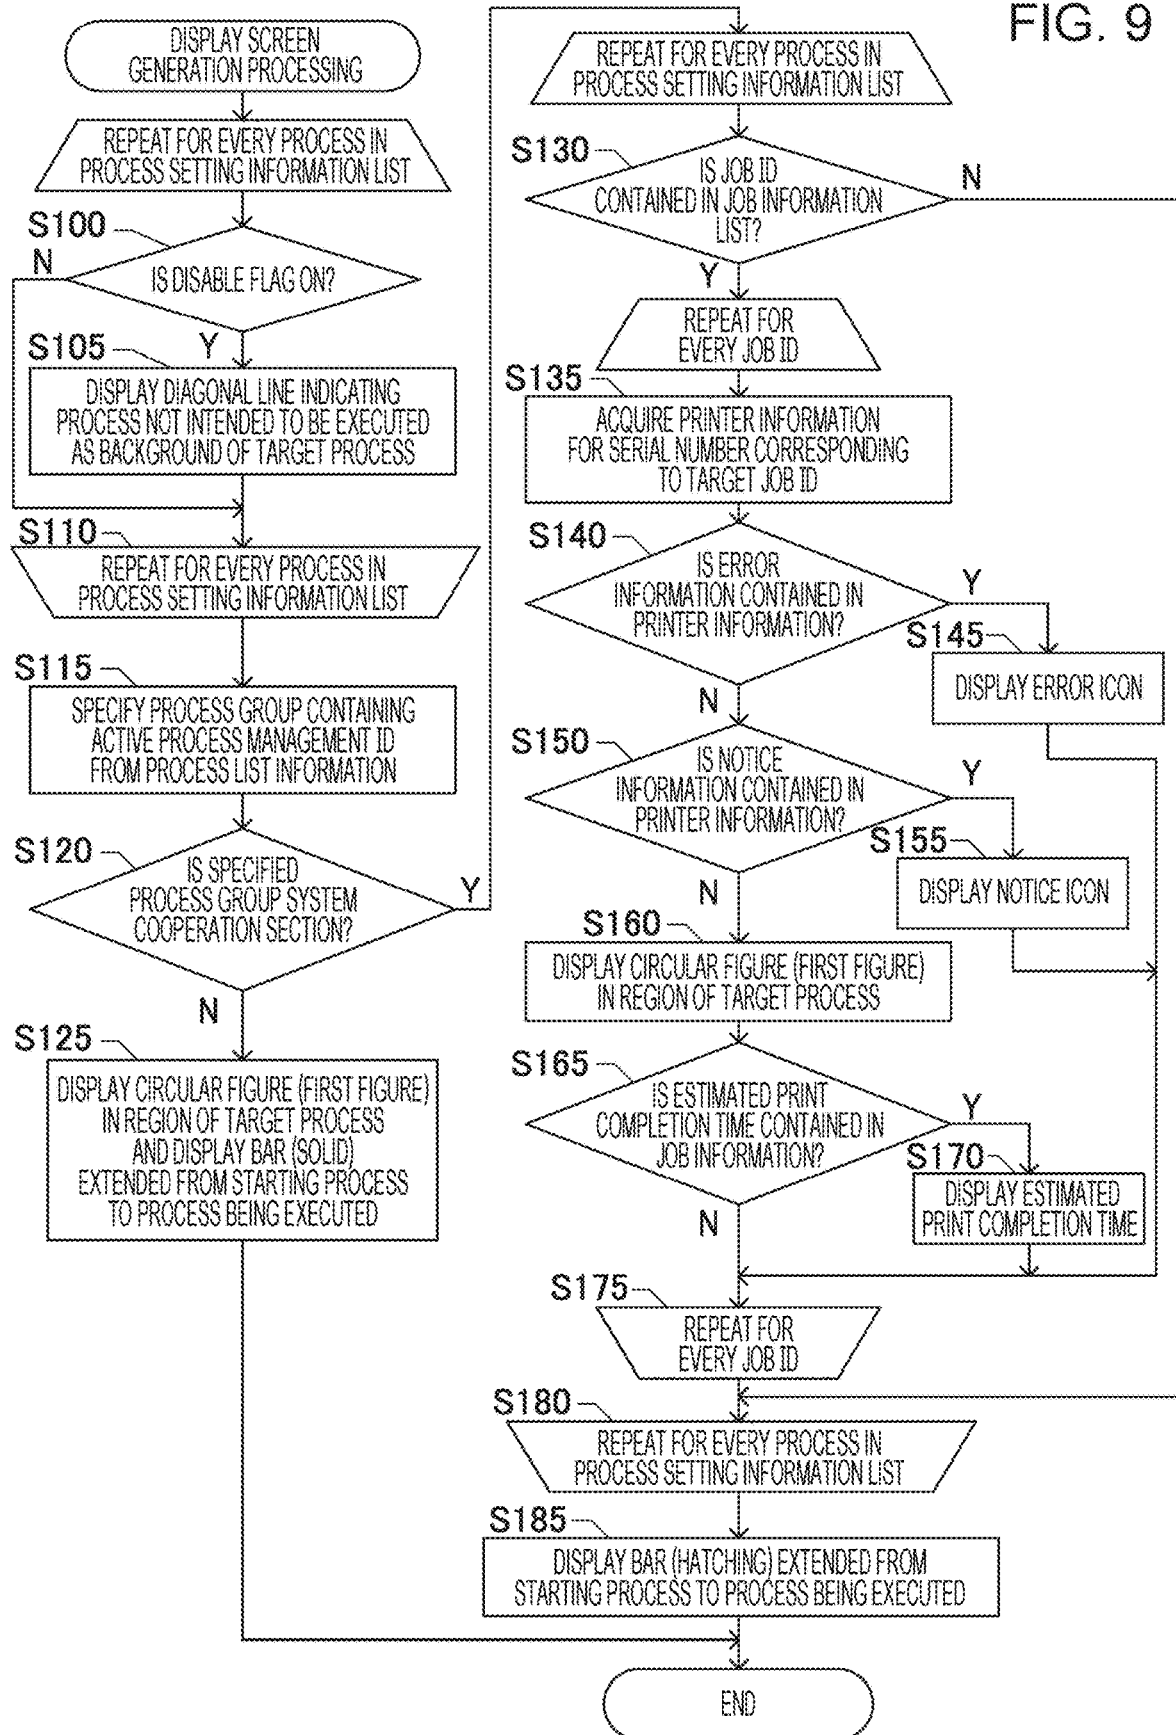 FIG. 9
DISPLAY SCREEN
GENERATION PROCESSING
REPEAT FOR EVERY PROCESS IN
PROCESS SETTING INFORMATION LIST
S100
N
IS DISABLE FLAG ON?
Y
S105
DISPLAY DIAGONAL LINE INDICATING
PROCESS NOT INTENDED TO BE EXECUTED
AS BACKGROUND OF TARGET PROCESS
S110
REPEAT FOR EVERY PROCESS IN
PROCESS SETTING INFORMATION LIST
S115
SPECIFY PROCESS GROUP CONTAINING
ACTIVE PROCESS MANAGEMENT ID
FROM PROCESS LIST INFORMATION
S120
IS SPECIFIED
PROCESS GROUP SYSTEM
COOPERATION SECTION?
Y
N
S125
DISPLAY CIRCULAR FIGURE (FIRST FIGURE)
IN REGION OF TARGET PROCESS
AND DISPLAY BAR (SOLID)
EXTENDED FROM STARTING PROCESS
TO PROCESS BEING EXECUTED
REPEAT FOR EVERY PROCESS IN
PROCESS SETTING INFORMATION LIST
S130
IS JOB ID
CONTAINED IN JOB INFORMATION
LIST?
N
Y
REPEAT FOR
EVERY JOB ID
S135
ACQUIRE PRINTER INFORMATION
FOR SERIAL NUMBER CORRESPONDING
TO TARGET JOB ID
S140
IS ERROR
INFORMATION CONTAINED IN
PRINTER INFORMATION?
Y
S145
DISPLAY ERROR ICON
N
S150
IS NOTICE
INFORMATION CONTAINED IN
PRINTER INFORMATION?
Y
S155
DISPLAY NOTICE ICON
N
S160
DISPLAY CIRCULAR FIGURE (FIRST FIGURE)
IN REGION OF TARGET PROCESS
S165
IS ESTIMATED PRINT
COMPLETION TIME CONTAINED IN
JOB INFORMATION?
Y
S170
DISPLAY ESTIMATED
PRINT COMPLETION TIME
N
S175
REPEAT FOR
EVERY JOB ID
S180
REPEAT FOR EVERY PROCESS IN
PROCESS SETTING INFORMATION LIST
S185
DISPLAY BAR (HATCHING) EXTENDED FROM
STARTING PROCESS TO PROCESS BEING EXECUTED
END